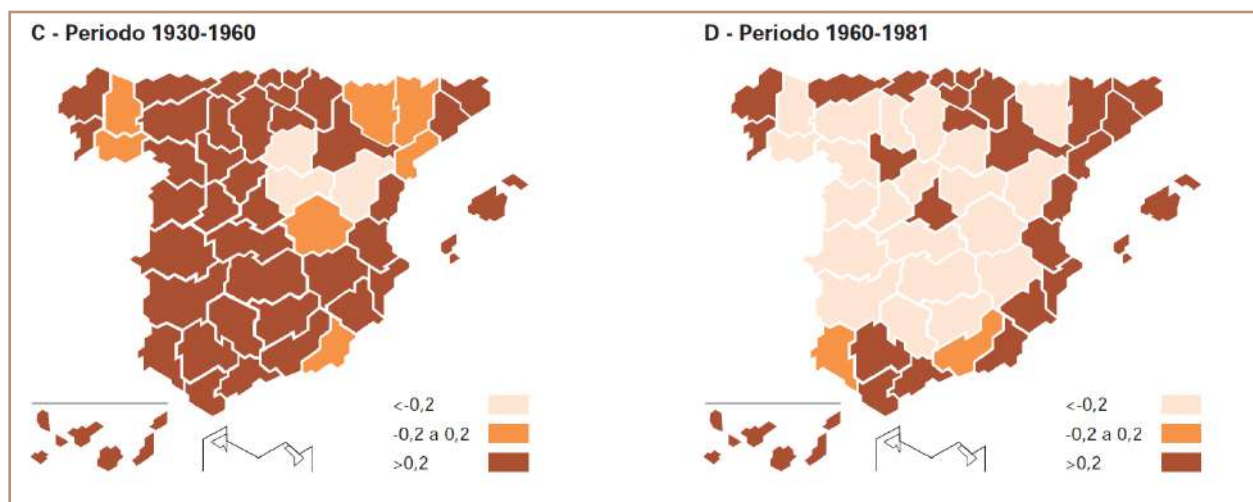 C - Periodo 1930-1960
<-0,2
-0,2 a 0,2
>0,2
D - Periodo 1960-1981
<-0,2
-0,2 a 0,2
>0,2